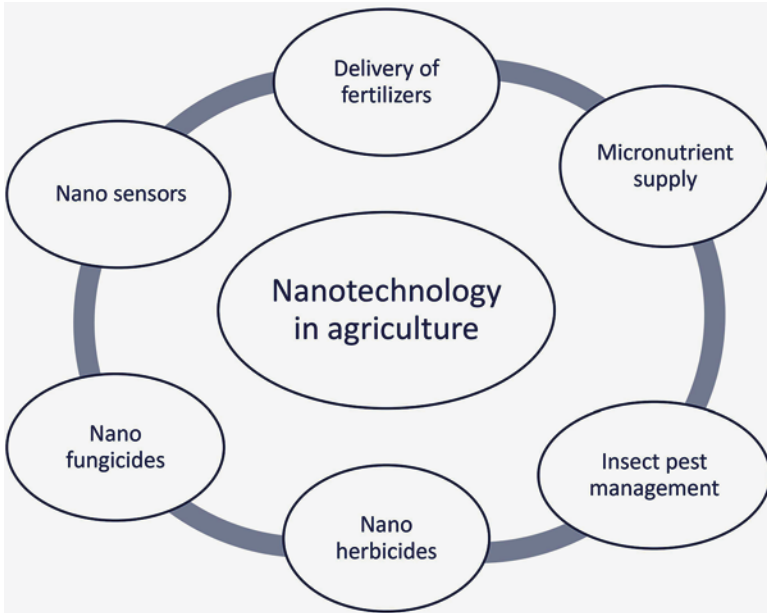 Delivery of
fertilizers
Micronutrient
supply
Nano sensors
Nanotechnology
in agriculture
Nano
fungicides
Insect pest
management
Nano
herbicides